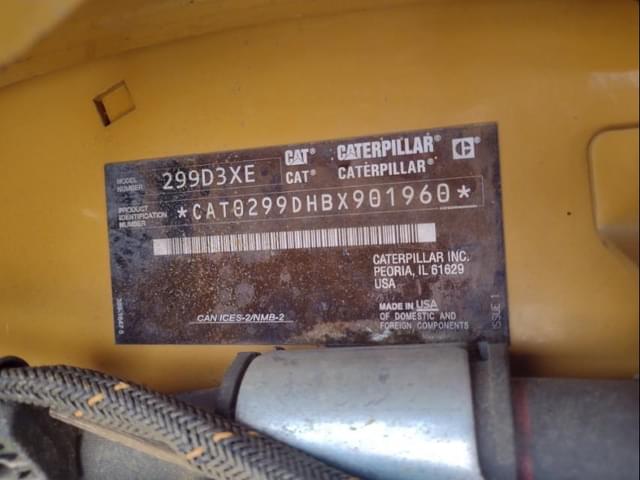 MODEL NUMBER 299D3XE CAT® CATERPILLAR® C
CAT® CATERPILLAR®
PRODUCT IDENTIFICATION NUMBER *CAT0299DHBX901960*
CATERPILLAR INC.
PEORIA, IL 61629
USA
MADE IN USA
OF DOMESTIC AND
FOREIGN COMPONENTS
CAN ICES-2/NMB-2
ISSUE 1